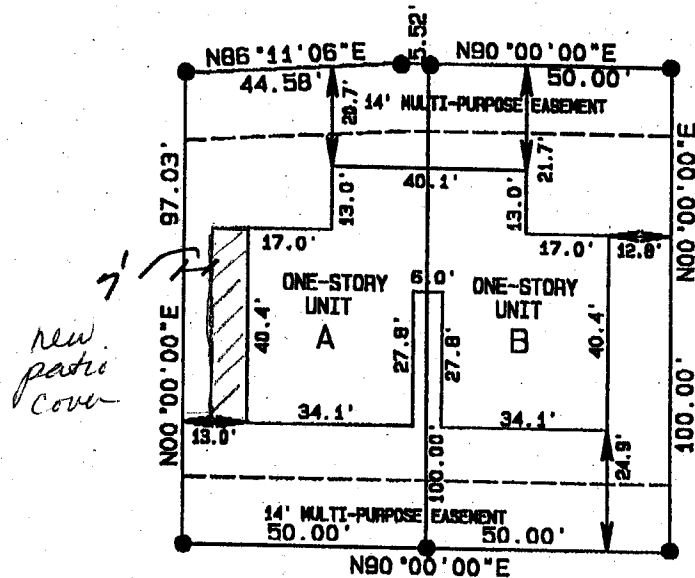 N86°11'06"E
5.52'
N90°00'00"E
44.58'
50.00'
14' MULTI-PURPOSE EASEMENT
20.7'
21.7'
40.1'
13.0'
13.0'
97.03'
N00°00'00"E
17.0'
17.0'
12.8'
7'
new
patio
cover
ONE-STORY
UNIT
A
6.0'
ONE-STORY
UNIT
B
40.4'
27.8'
27.8'
40.4'
N00°00'00"E
100.00'
34.1'
34.1'
13.0'
100.00'
24.9'
14' MULTI-PURPOSE EASEMENT
50.00'
50.00'
N90°00'00"E